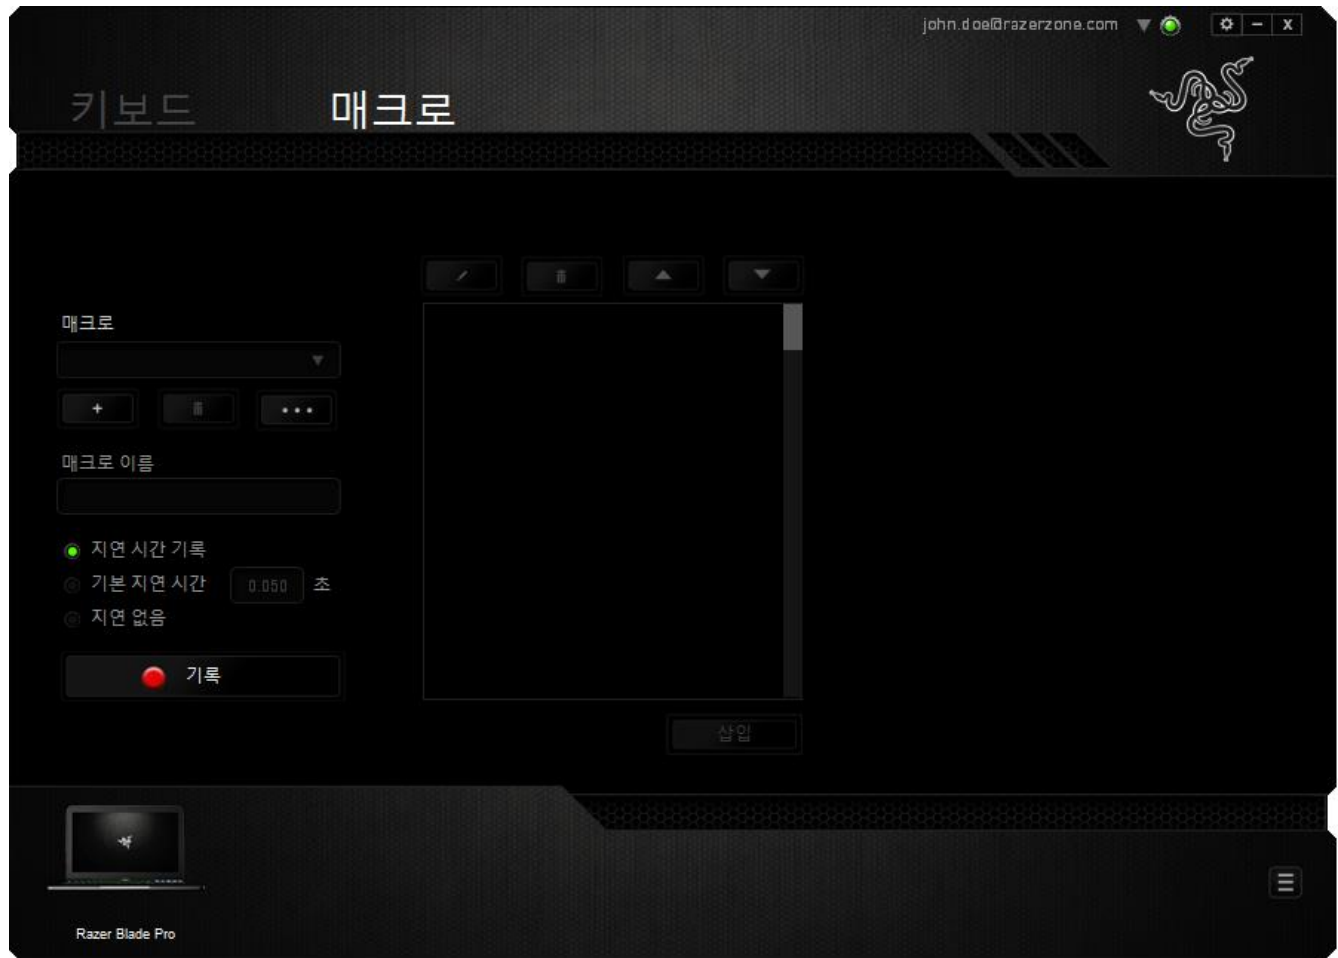 john.doe@razerzone.com
키보드
매크로
매크로
매크로 이름
지연 시간 기록
기본 지연 시간 0.050 초
지연 없음
기록
삽입
Razer Blade Pro